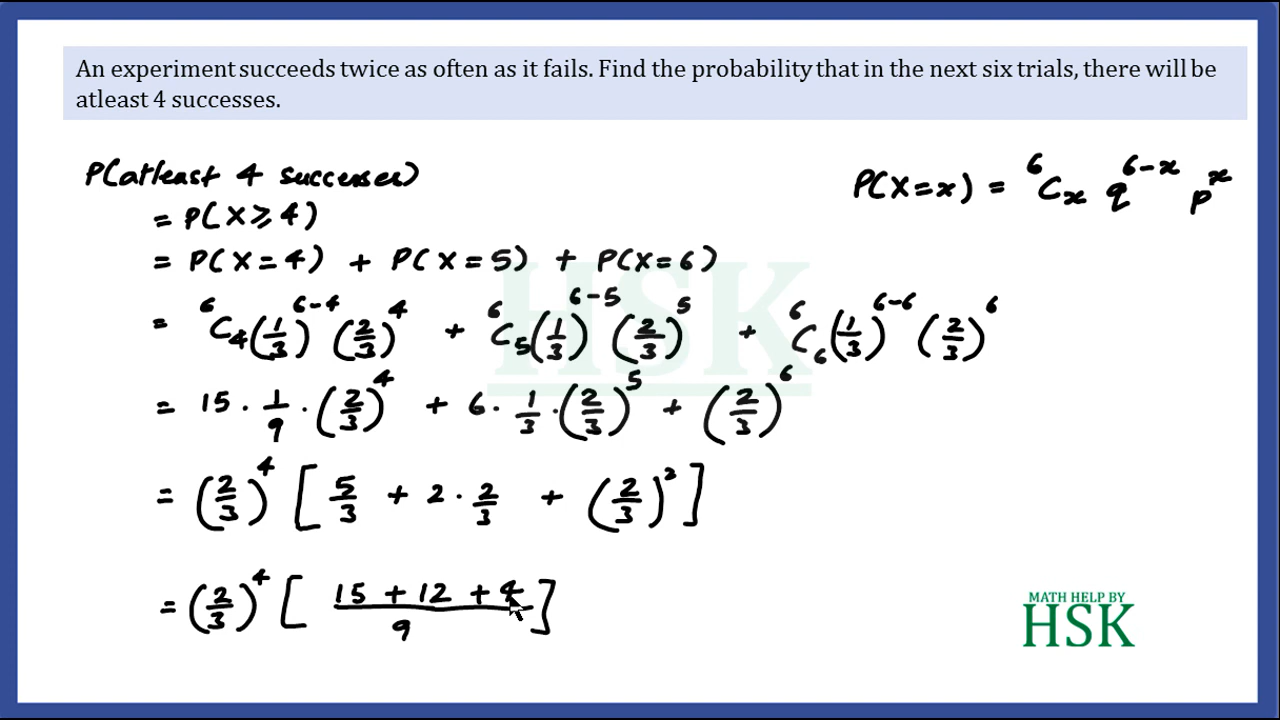 An experiment succeeds twice as often as it fails. Find the probability that in the next six trials, there will be
atleast 4 successes.
P(atleast 4 successes)
P(X=x) = ⁶Cₓ q^(6-x) p^x
= P(X ≥ 4)
= P(X=4) + P(X=5) + P(X=6)
= ⁶C₄ (1/3)^(6-4) (2/3)^4 + ⁶C₅ (1/3)^(6-5) (2/3)^5 + ⁶C₆ (1/3)^(6-6) (2/3)^6
= 15 · 1/9 · (2/3)^4 + 6 · 1/3 · (2/3)^5 + (2/3)^6
= (2/3)^4 [ 5/3 + 2 · 2/3 + (2/3)^2 ]
= (2/3)^4 [ (15 + 12 + 4)/9 ]
HSK
MATH HELP BY
HSK